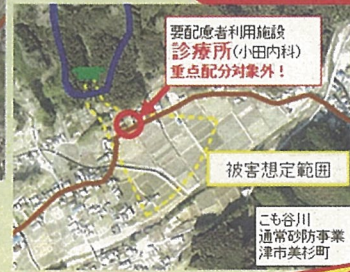 要配慮者利用施設
診療所(小田内科)
重点配分対象外！
被害想定範囲
こも谷川
通常砂防事業
津市美杉町